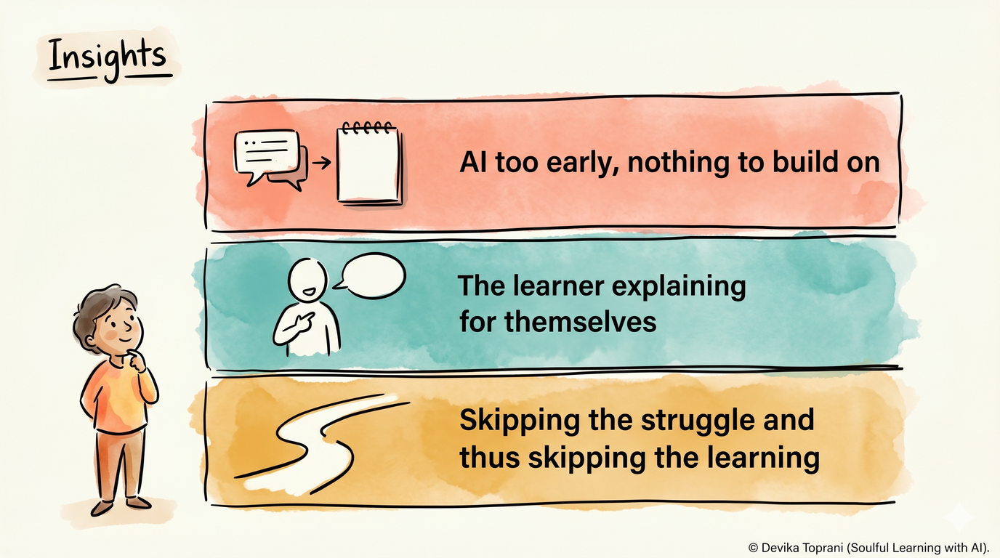 Insights
AI too early, nothing to build on
The learner explaining
for themselves
Skipping the struggle and
thus skipping the learning
© Devika Toprani (Soulful Learning with AI).